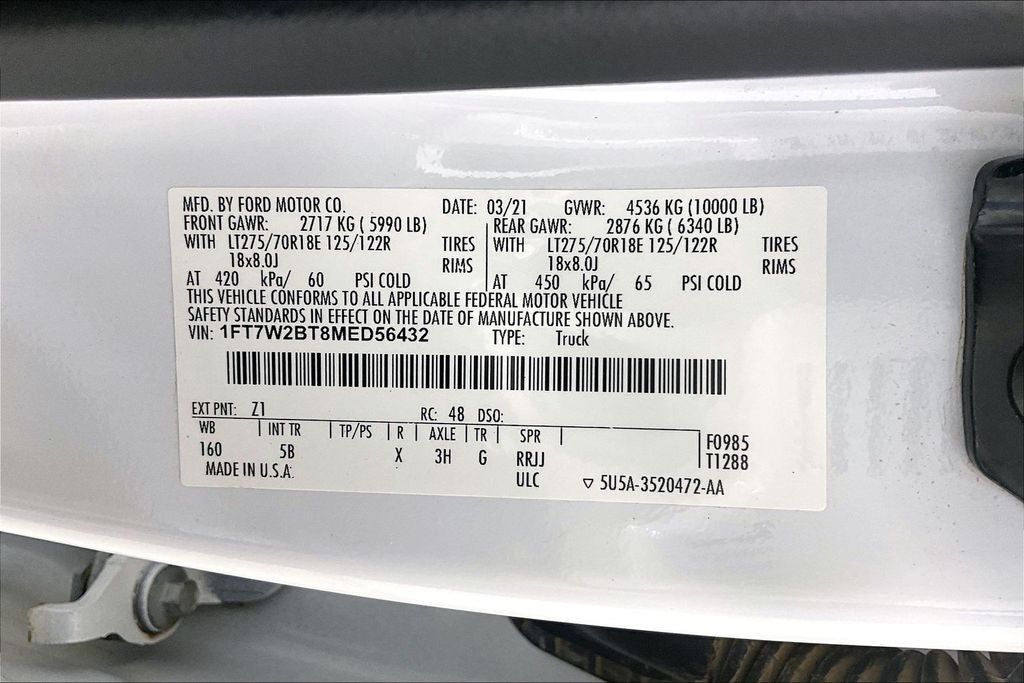 MFD. BY FORD MOTOR CO. DATE: 03/21 GVWR: 4536 KG (10000 LB)
FRONT GAWR: 2717 KG ( 5990 LB) REAR GAWR: 2876 KG ( 6340 LB)
WITH LT275/70R18E 125/122R TIRES WITH LT275/70R18E 125/122R TIRES
18x8.0J RIMS 18x8.0J RIMS
AT 420 kPa/ 60 PSI COLD AT 450 kPa/ 65 PSI COLD
THIS VEHICLE CONFORMS TO ALL APPLICABLE FEDERAL MOTOR VEHICLE
SAFETY STANDARDS IN EFFECT ON THE DATE OF MANUFACTURE SHOWN ABOVE.
VIN: 1FT7W2BT8MED56432 TYPE: Truck
EXT PNT: Z1 RC: 48 DSO:
WB | INT TR | TP/PS | R | AXLE | TR | SPR | F0985
160 5B X 3H G RRJJ T1288
MADE IN U.S.A. ULC ▽ 5U5A-3520472-AA